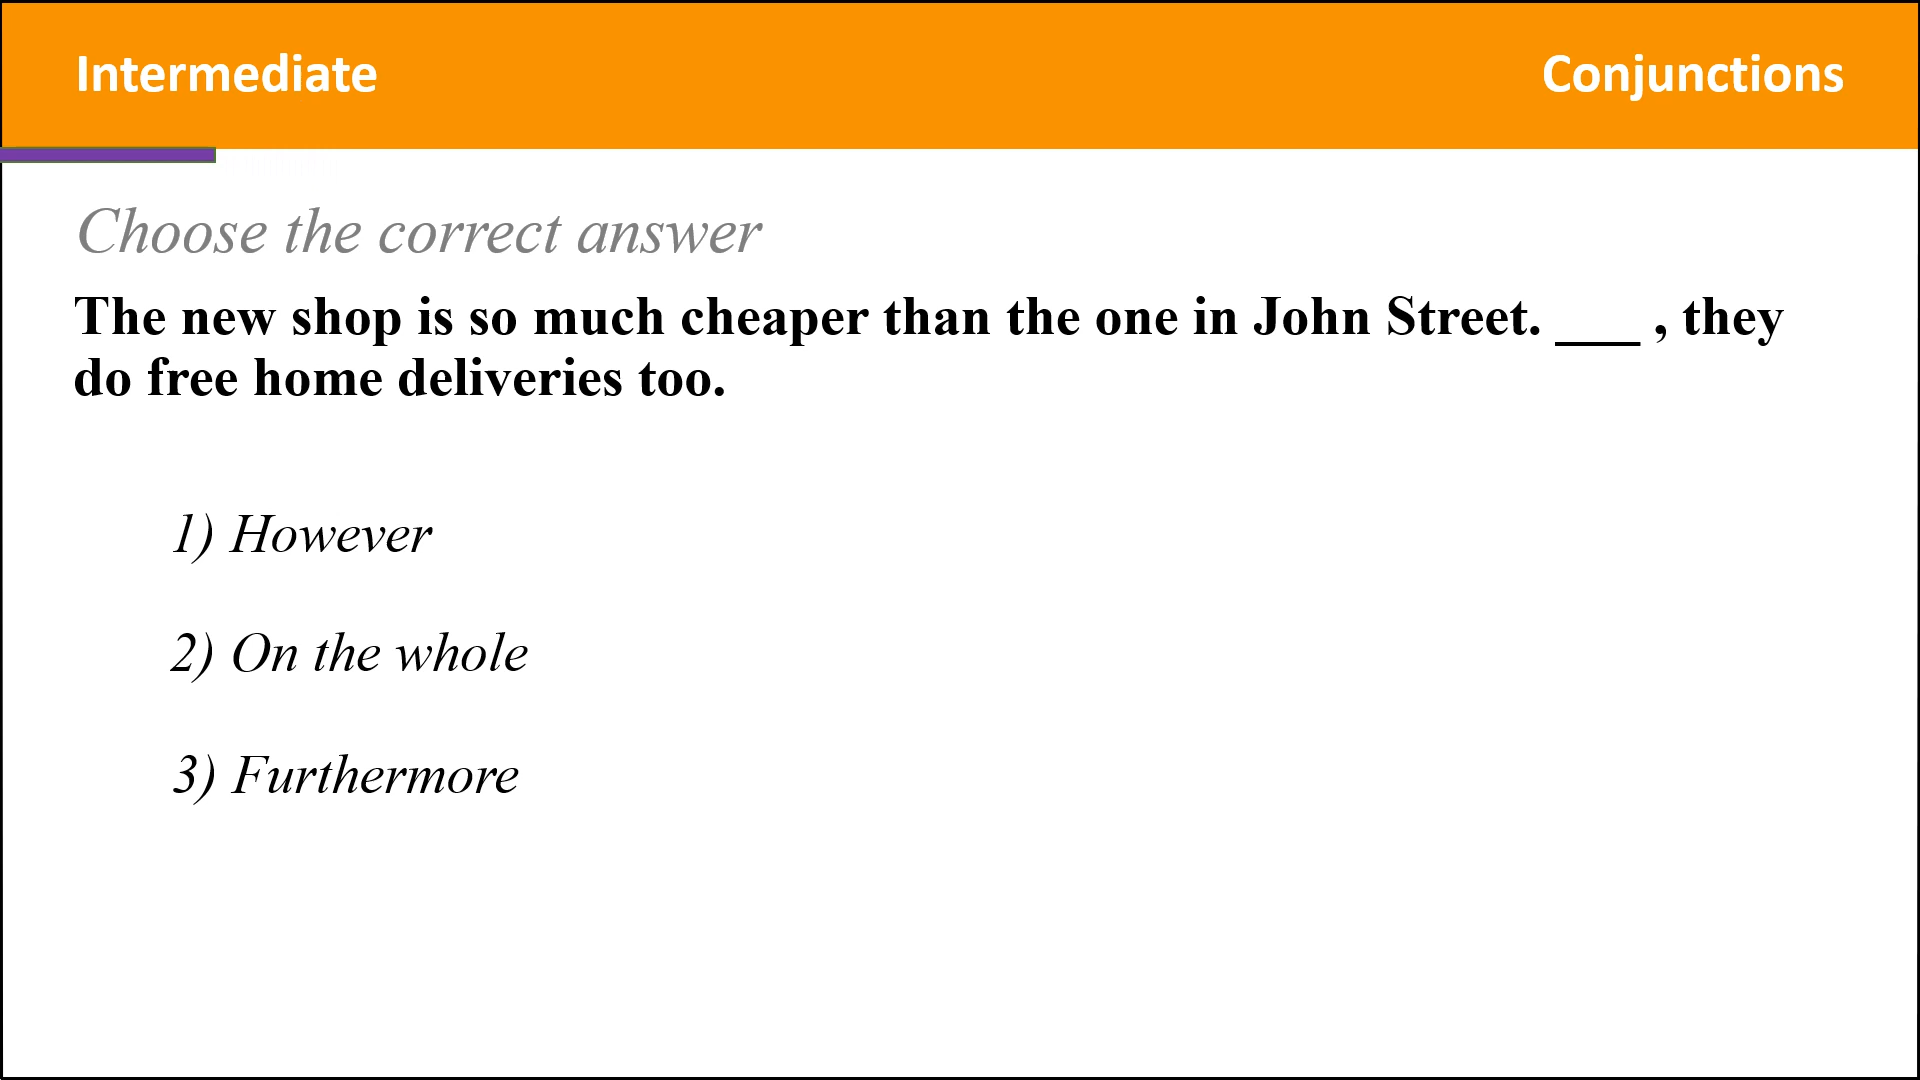 Intermediate
Conjunctions
Choose the correct answer
The new shop is so much cheaper than the one in John Street. ___ , they
do free home deliveries too.
1) However
2) On the whole
3) Furthermore